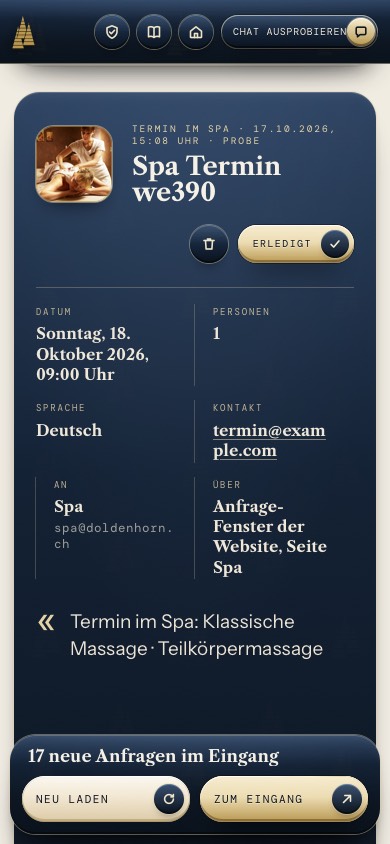 CHAT AUSPROBIEREN
TERMIN IM SPA · 17.10.2026,
15:08 UHR · PROBE
Spa Termin
we390
ERLEDIGT
DATUM
Sonntag, 18.
Oktober 2026,
09:00 Uhr
PERSONEN
1
SPRACHE
Deutsch
KONTAKT
termin@exam
ple.com
AN
Spa
spa@doldenhorn.
ch
ÜBER
Anfrage-
Fenster der
Website, Seite
Spa
« Termin im Spa: Klassische
Massage · Teilkörpermassage
17 neue Anfragen im Eingang
NEU LADEN
ZUM EINGANG